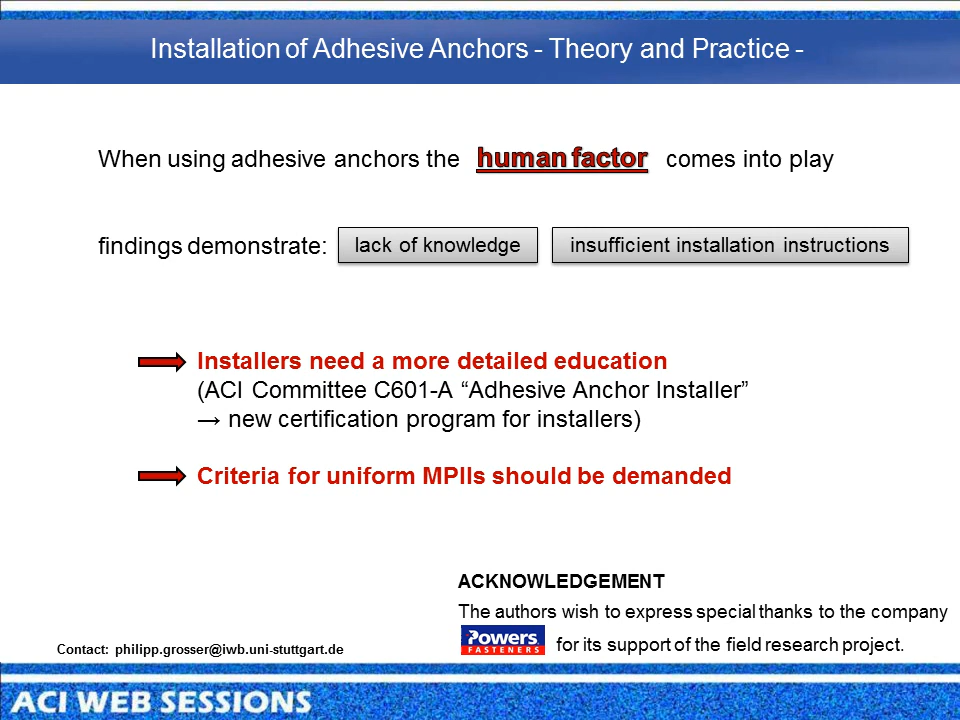 Installation of Adhesive Anchors - Theory and Practice -
When using adhesive anchors the human factor comes into play
findings demonstrate: lack of knowledge insufficient installation instructions
Installers need a more detailed education
(ACI Committee C601-A “Adhesive Anchor Installer”
→ new certification program for installers)
Criteria for uniform MPIIs should be demanded
ACKNOWLEDGEMENT
The authors wish to express special thanks to the company
Powers FASTENERS for its support of the field research project.
Contact: philipp.grosser@iwb.uni-stuttgart.de
ACI WEB SESSIONS